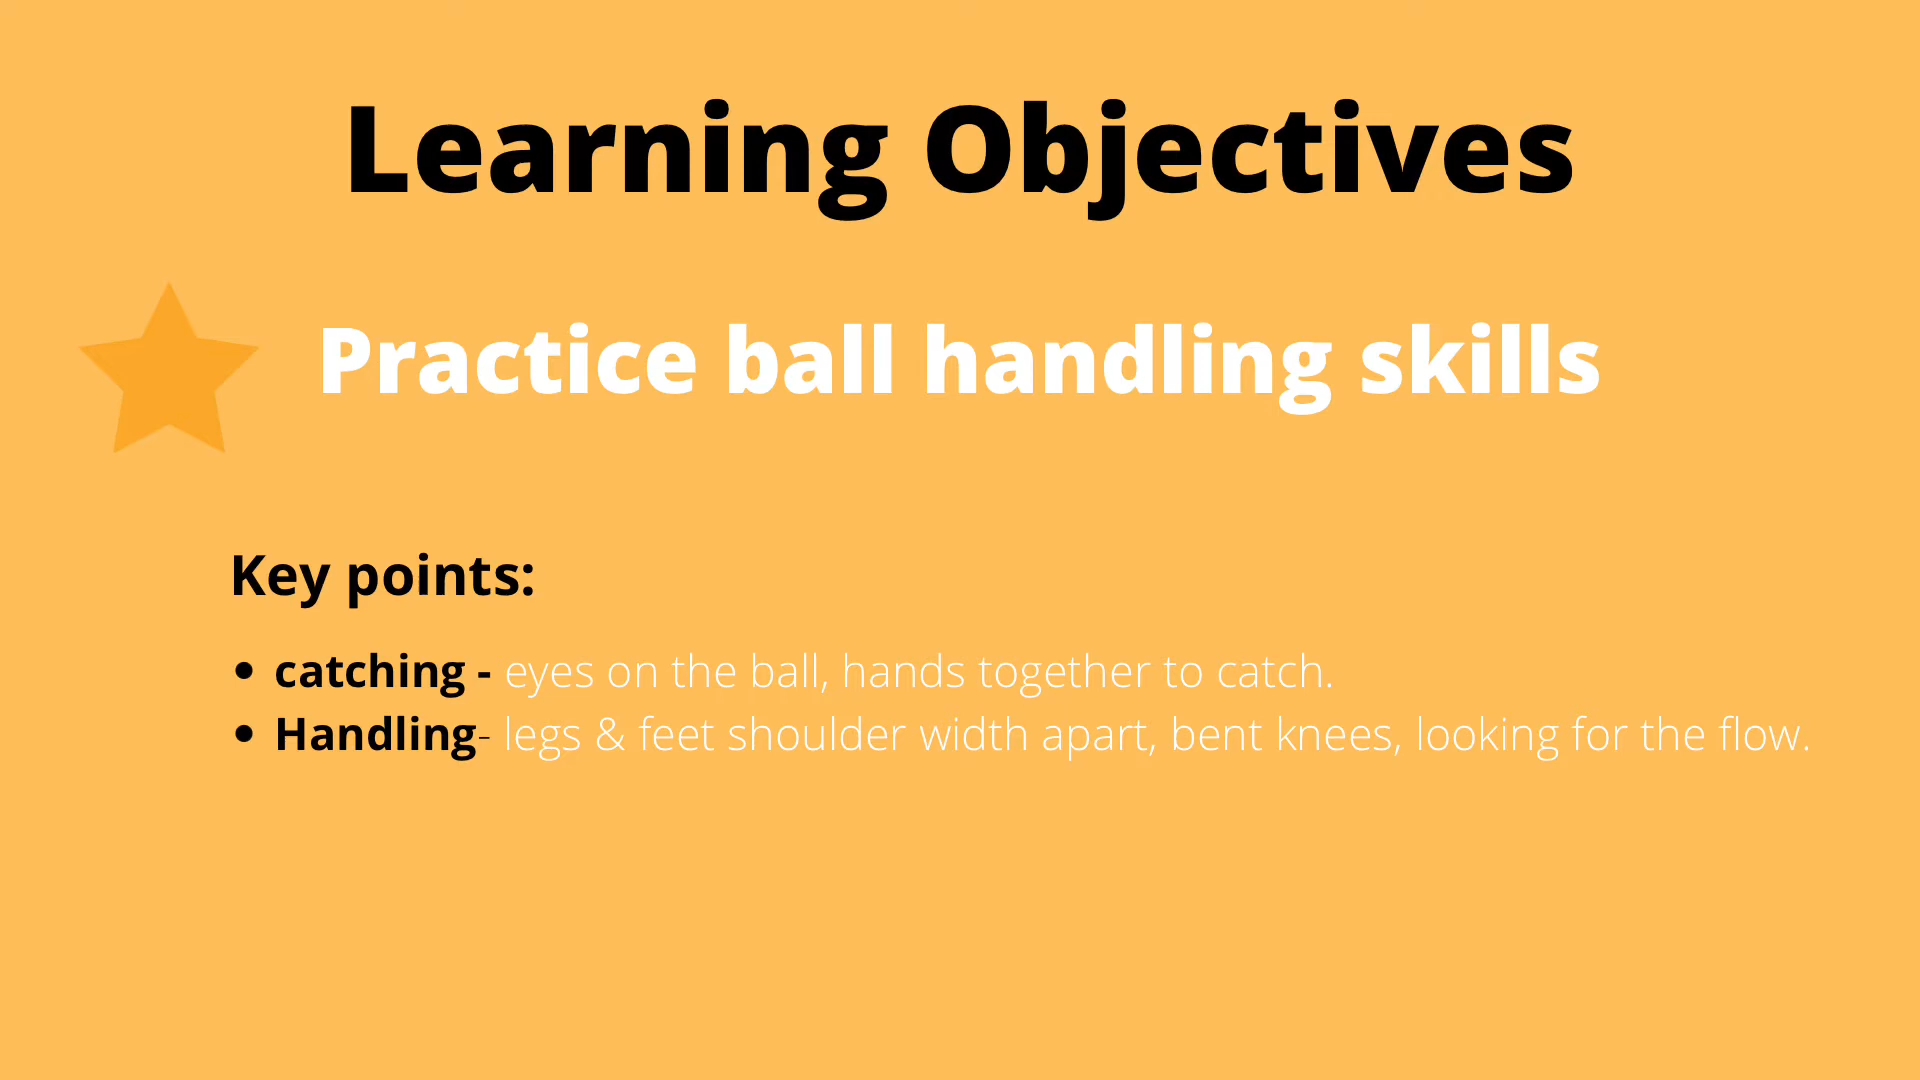 Learning Objectives
Practice ball handling skills
Key points:
• catching - eyes on the ball, hands together to catch.
• Handling- legs & feet shoulder width apart, bent knees, looking for the flow.